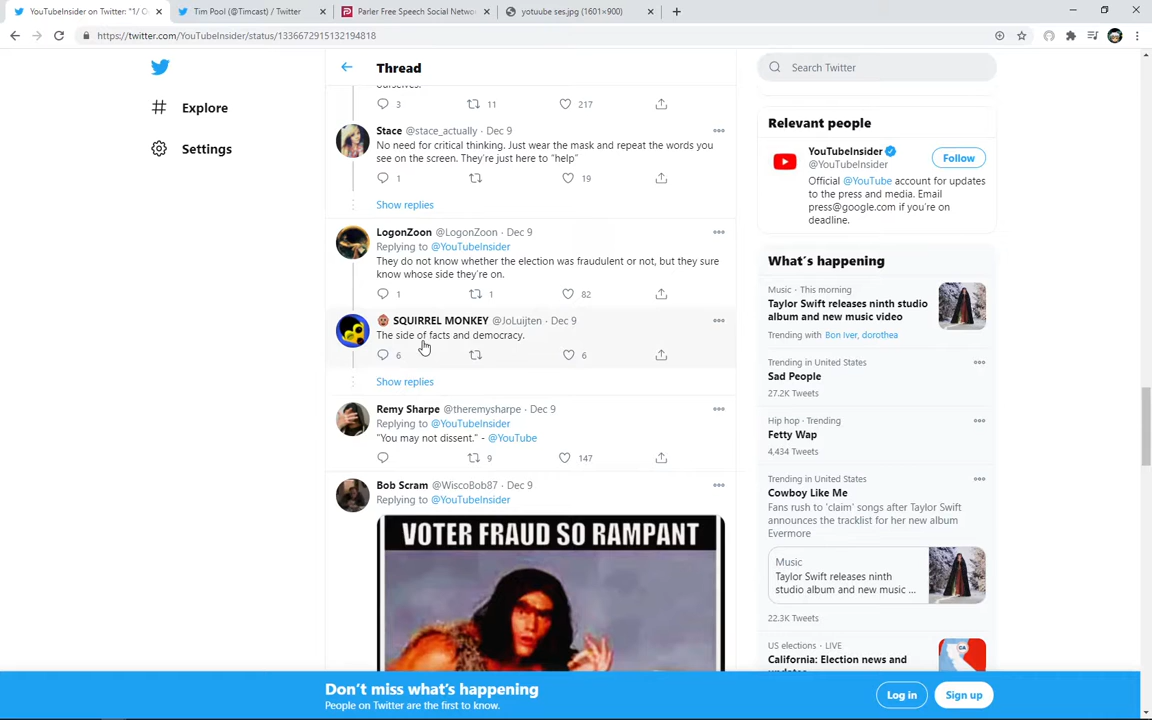 YouTubeInsider on Twitter: "1/ C
Tim Pool (@Timcast) / Twitter
Parler Free Speech Social Netwo
yotuube ses.jpg (1601×900)
https://twitter.com/YouTubeInsider/status/1336672915132194818
Explore
Settings
Thread
ourselves.
3 11 217
Stace @stace_actually · Dec 9
No need for critical thinking. Just wear the mask and repeat the words you
see on the screen. They're just here to "help"
1 19
Show replies
LogonZoon @LogonZoon · Dec 9
Replying to @YouTubeInsider
They do not know whether the election was fraudulent or not, but they sure
know whose side they're on.
1 1 82
SQUIRREL MONKEY @JoLuijten · Dec 9
The side of facts and democracy.
6 6
Show replies
Remy Sharpe @theremysharpe · Dec 9
Replying to @YouTubeInsider
"You may not dissent." - @YouTube
9 147
Bob Scram @WiscoBob87 · Dec 9
Replying to @YouTubeInsider
VOTER FRAUD SO RAMPANT
Search Twitter
Relevant people
YouTubeInsider
@YouTubeInsider
Follow
Official @YouTube account for updates
to the press and media. Email
press@google.com if you're on
deadline.
What's happening
Music · This morning
Taylor Swift releases ninth studio
album and new music video
Trending with Bon iver, dorothea
Trending in United States
Sad People
27.2K Tweets
Hip hop · Trending
Fetty Wap
4,434 Tweets
Trending in United States
Cowboy Like Me
Fans rush to 'claim' songs after Taylor Swift
announces the tracklist for her new album
Evermore
Music
Taylor Swift releases ninth
studio album and new music ...
22.3K Tweets
US elections · LIVE
California: Election news and
Don't miss what's happening
People on Twitter are the first to know.
Log in
Sign up